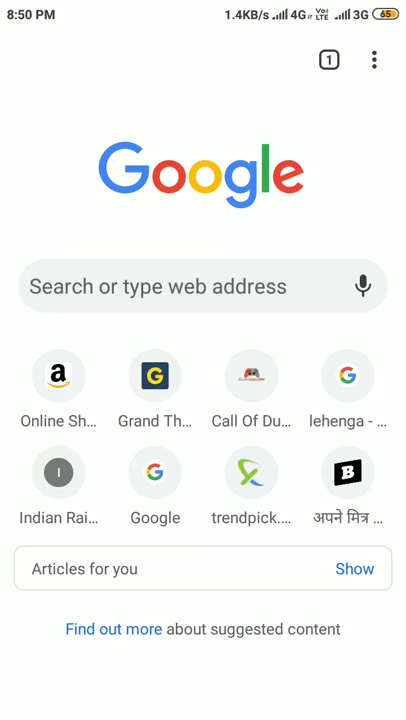 8:50 PM 1.4KB/s 4G Vo LTE 3G 65
1
Google
Search or type web address
a G
Online Sh... Grand Th... Call Of Du... lehenga - ...
I B
Indian Rai... Google trendpick.... अपने मित्र ...
Articles for you Show
Find out more about suggested content